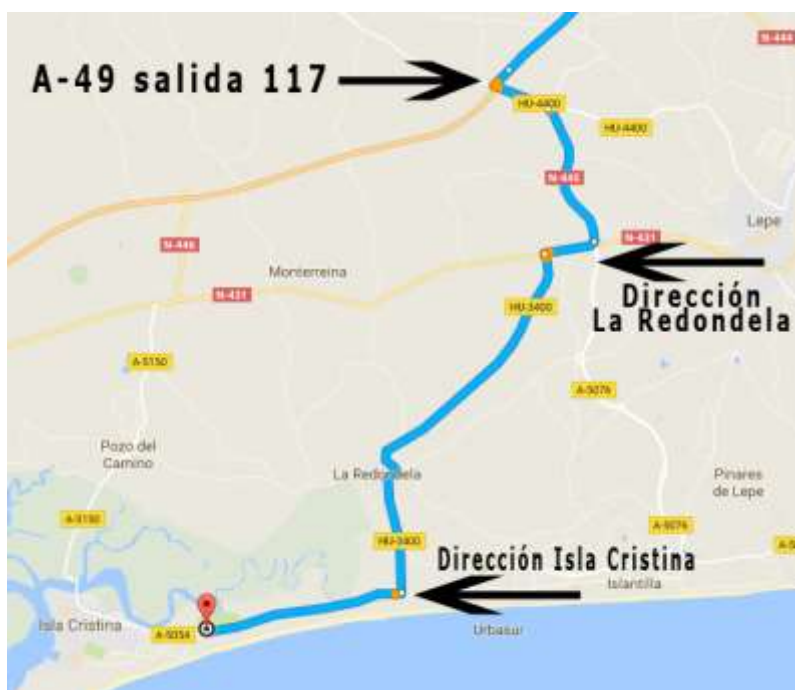 N-444
A-49 salida 117
HU-4400
HU-4400
N-445
Lepe
N-446
N-431
Monterreina
N-431
Dirección
La Redondela
HU-3400
A-5150
A-5076
Pozo del
Camino
La Redondela
Pinares
de Lepe
A-5150
A-5076
HU-3400
Dirección Isla Cristina
Islantilla
Isla Cristina
A-5054
Urbasur